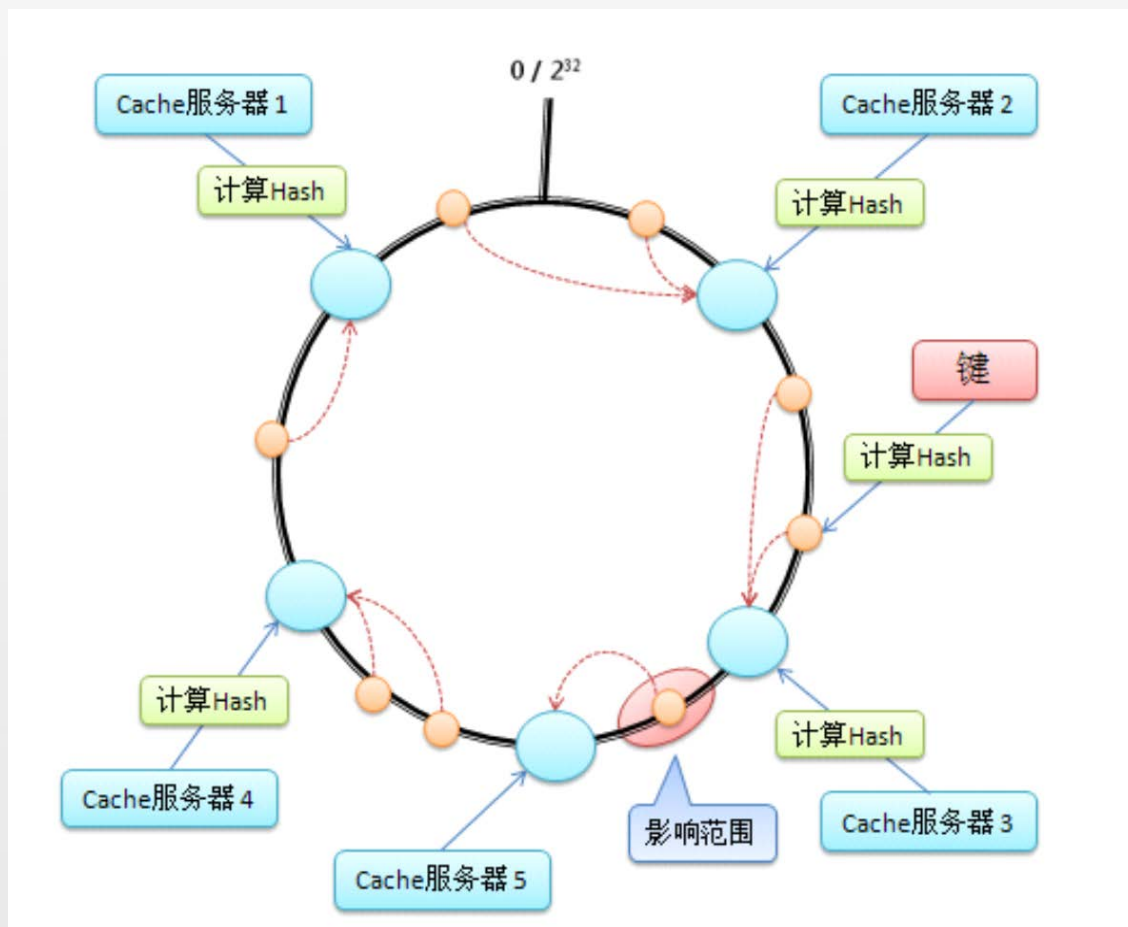 0 / 2³²
Cache服务器 1
Cache服务器 2
计算Hash
计算Hash
键
计算Hash
计算Hash
计算Hash
Cache服务器 4
影响范围
Cache服务器 3
Cache服务器 5